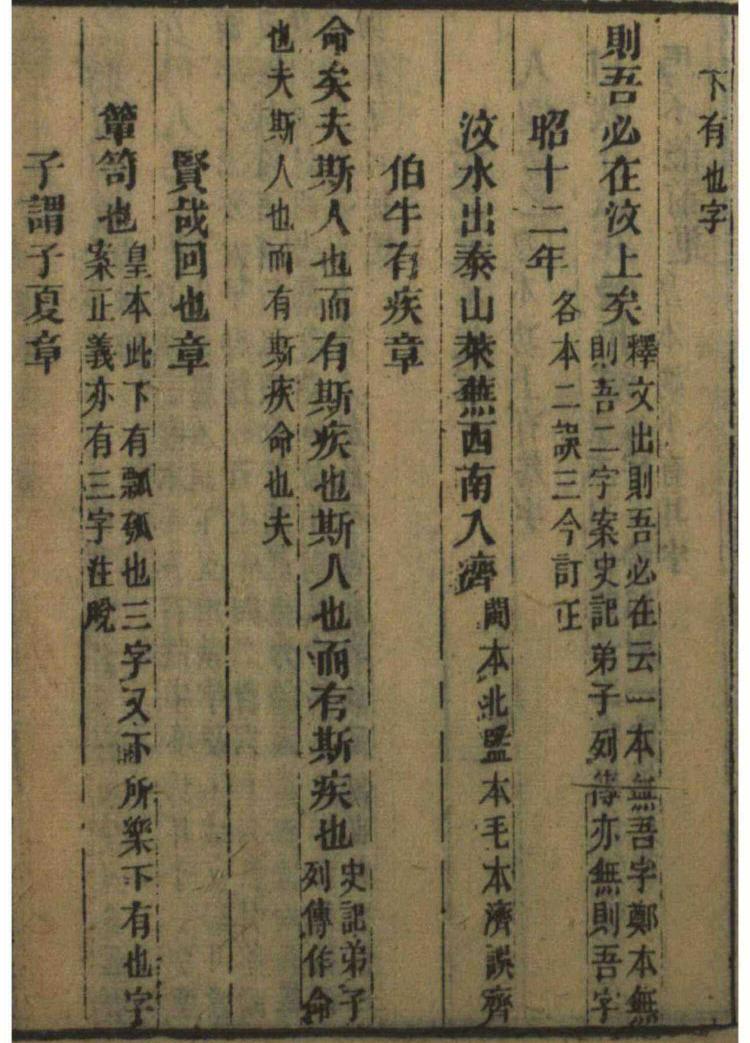 下有也字
則吾必在汶上矣
釋文出則吾必在云一本無吾字鄭本無
則吾二字案史記弟子列傳亦無則吾字
昭十二年
各本二誤三今訂正
汶水出泰山萊蕪西南入濟
閩本北監本毛本濟誤齊
伯牛有疾章
命矣夫斯人也而有斯疾也斯人也而有斯疾也
史記弟子
列傳作命
也夫斯人也而有斯疾命也夫
賢哉回也章
簞笥也
皇本此下有瓢瓠也三字又不所樂下有也字
案正義亦有三字注脫
子謂子夏章